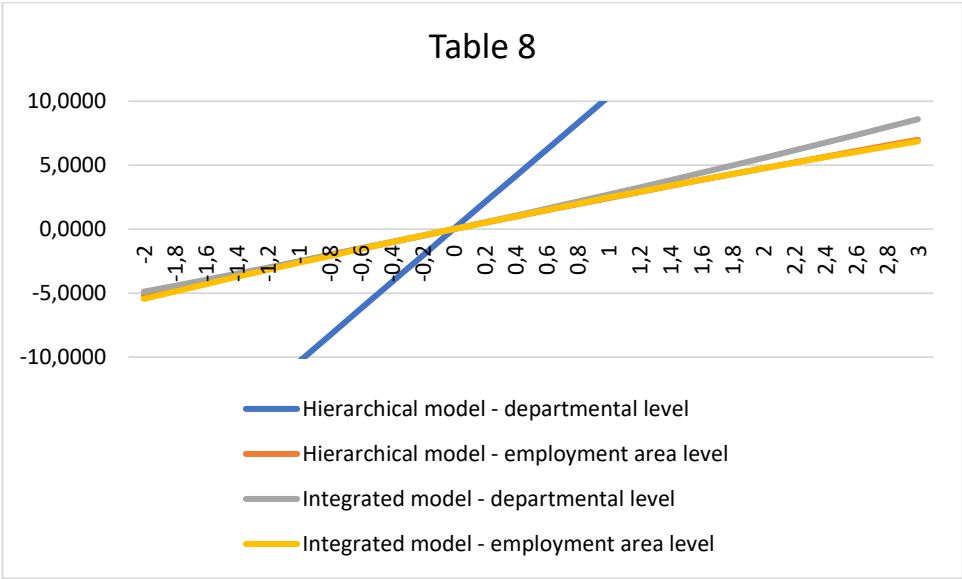 Table 8
10,0000
5,0000
0,0000
-5,0000
-10,0000
-2 -1,8 -1,6 -1,4 -1,2 -1 -0,8 -0,6 -0,4 -0,2 0 0,2 0,4 0,6 0,8 1 1,2 1,4 1,6 1,8 2 2,2 2,4 2,6 2,8 3
Hierarchical model - departmental level
Hierarchical model - employment area level
Integrated model - departmental level
Integrated model - employment area level